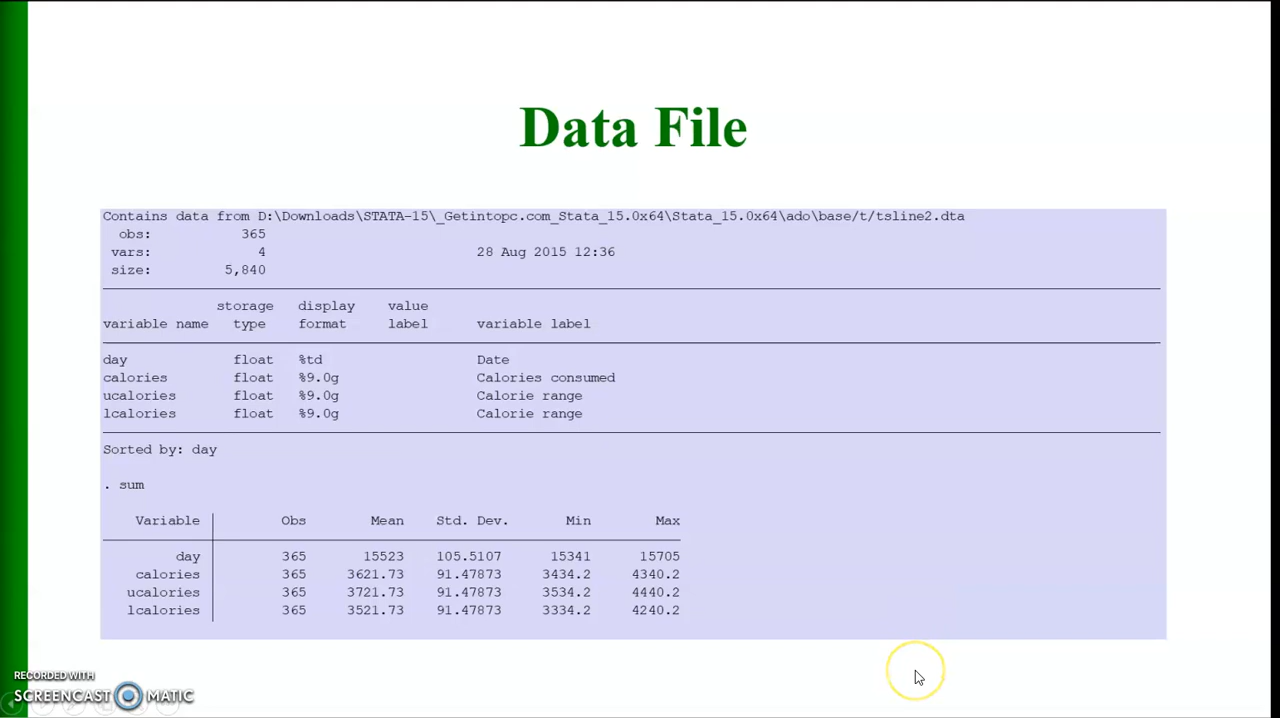 Data File
Contains data from D:\Downloads\STATA-15\_Getintopc.com_Stata_15.0x64\Stata_15.0x64\ado\base/t/tsline2.dta
obs: 365
vars: 4 28 Aug 2015 12:36
size: 5,840
storage display value
variable name type format label variable label
day float %td Date
calories float %9.0g Calories consumed
ucalories float %9.0g Calorie range
lcalories float %9.0g Calorie range
Sorted by: day
. sum
Variable Obs Mean Std. Dev. Min Max
day 365 15523 105.5107 15341 15705
calories 365 3621.73 91.47873 3434.2 4340.2
ucalories 365 3721.73 91.47873 3534.2 4440.2
lcalories 365 3521.73 91.47873 3334.2 4240.2
RECORDED WITH
SCREENCAST MATIC